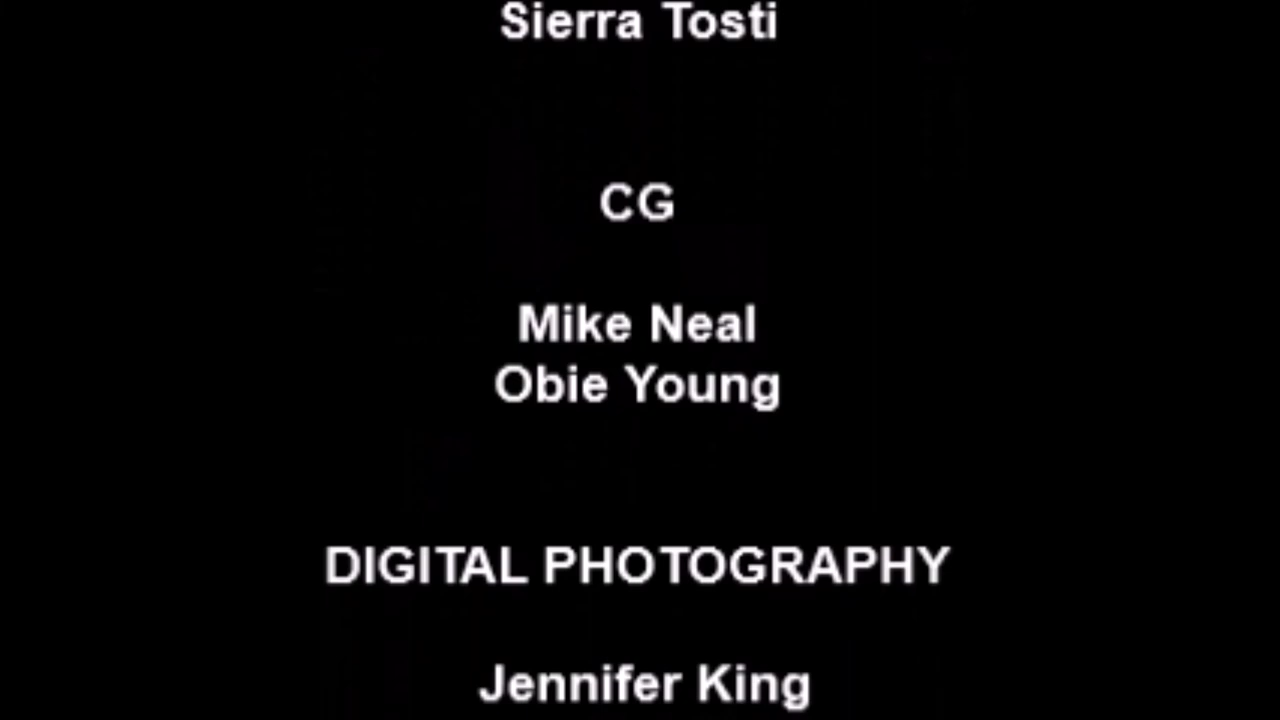 Sierra Tosti
CG
Mike Neal
Obie Young
DIGITAL PHOTOGRAPHY
Jennifer King